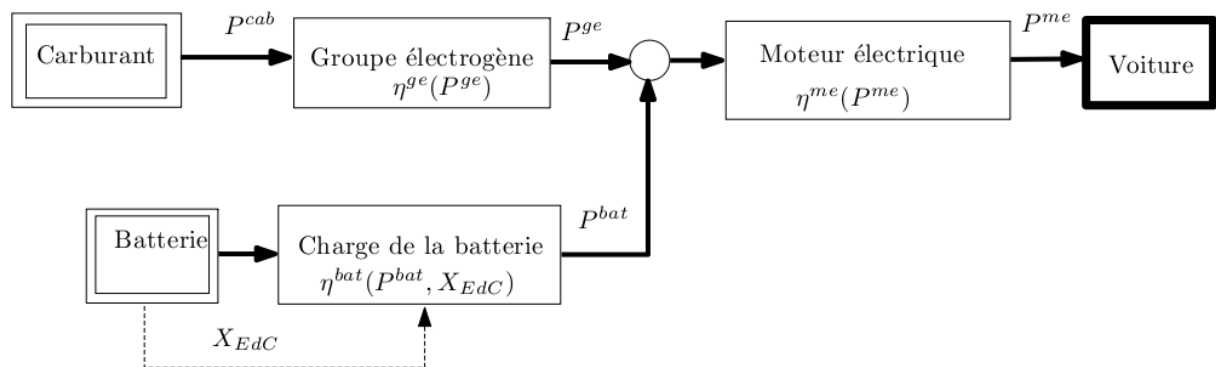 P^{cab}
Carburant
Groupe électrogène
η^{ge}(P^{ge})
P^{ge}
Moteur électrique
η^{me}(P^{me})
P^{me}
Voiture
Batterie
Charge de la batterie
η^{bat}(P^{bat}, X_{EdC})
P^{bat}
X_{EdC}